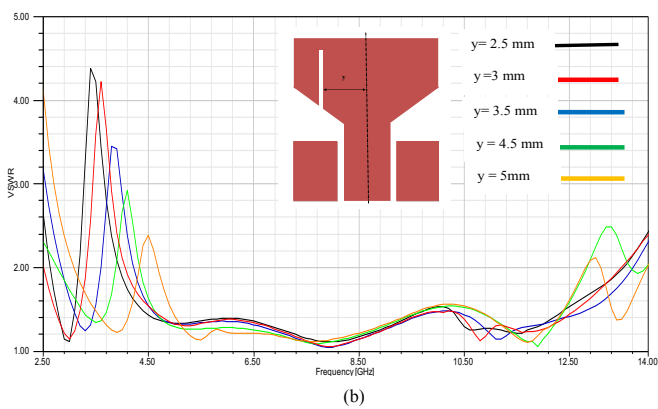 5.00
4.00
3.00
2.00
1.00
VSWR
y
y= 2.5 mm
y =3 mm
y= 3.5 mm
y = 4.5 mm
y = 5mm
2.50 4.50 6.50 8.50 10.50 12.50 14.00
Frequency [GHz]
(b)